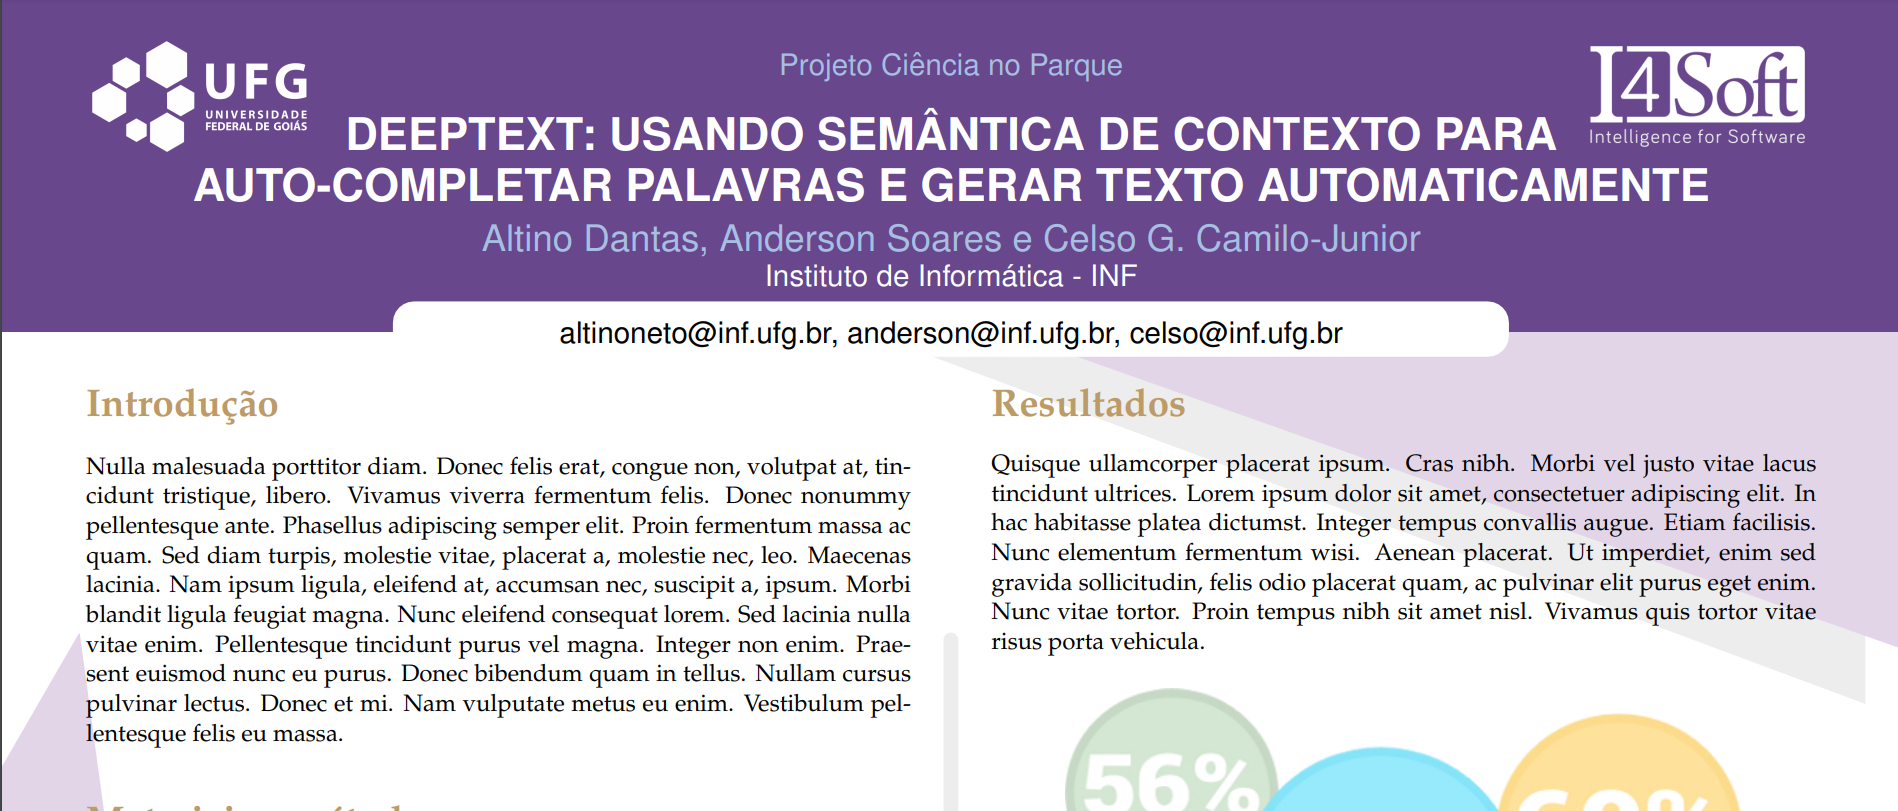 UFG
UNIVERSIDADE
FEDERAL DE GOIÁS
Projeto Ciência no Parque
I4Soft
Intelligence for Software
DEEPTEXT: USANDO SEMÂNTICA DE CONTEXTO PARA
AUTO-COMPLETAR PALAVRAS E GERAR TEXTO AUTOMATICAMENTE
Altino Dantas, Anderson Soares e Celso G. Camilo-Junior
Instituto de Informática - INF
altinoneto@inf.ufg.br, anderson@inf.ufg.br, celso@inf.ufg.br
Introdução
Nulla malesuada porttitor diam. Donec felis erat, congue non, volutpat at, tin-
cidunt tristique, libero. Vivamus viverra fermentum felis. Donec nonummy
pellentesque ante. Phasellus adipiscing semper elit. Proin fermentum massa ac
quam. Sed diam turpis, molestie vitae, placerat a, molestie nec, leo. Maecenas
lacinia. Nam ipsum ligula, eleifend at, accumsan nec, suscipit a, ipsum. Morbi
blandit ligula feugiat magna. Nunc eleifend consequat lorem. Sed lacinia nulla
vitae enim. Pellentesque tincidunt purus vel magna. Integer non enim. Prae-
sent euismod nunc eu purus. Donec bibendum quam in tellus. Nullam cursus
pulvinar lectus. Donec et mi. Nam vulputate metus eu enim. Vestibulum pel-
lentesque felis eu massa.
Resultados
Quisque ullamcorper placerat ipsum. Cras nibh. Morbi vel justo vitae lacus
tincidunt ultrices. Lorem ipsum dolor sit amet, consectetuer adipiscing elit. In
hac habitasse platea dictumst. Integer tempus convallis augue. Etiam facilisis.
Nunc elementum fermentum wisi. Aenean placerat. Ut imperdiet, enim sed
gravida sollicitudin, felis odio placerat quam, ac pulvinar elit purus eget enim.
Nunc vitae tortor. Proin tempus nibh sit amet nisl. Vivamus quis tortor vitae
risus porta vehicula.
56%